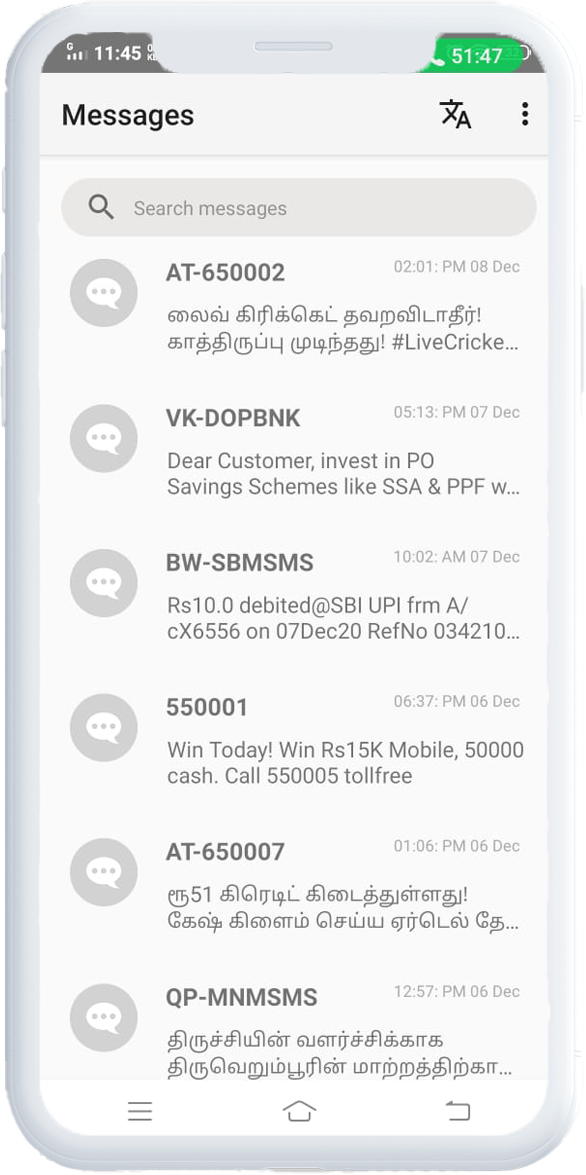 G 11:45
51:47
Messages
Search messages
AT-650002 02:01: PM 08 Dec
லைவ் கிரிக்கெட் தவறவிடாதீர்!
காத்திருப்பு முடிந்தது! #LiveCricke...
VK-DOPBNK 05:13: PM 07 Dec
Dear Customer, invest in PO
Savings Schemes like SSA & PPF w...
BW-SBMSMS 10:02: AM 07 Dec
Rs10.0 debited@SBI UPI frm A/
cX6556 on 07Dec20 RefNo 034210...
550001 06:37: PM 06 Dec
Win Today! Win Rs15K Mobile, 50000
cash. Call 550005 tollfree
AT-650007 01:06: PM 06 Dec
ரூ51 கிரெடிட் கிடைத்துள்ளது!
கேஷ் கிளைம் செய்ய ஏர்டெல் தே...
QP-MNMSMS 12:57: PM 06 Dec
திருச்சியின் வளர்ச்சிக்காக
திருவெறும்பூரின் மாற்றத்திற்கா...